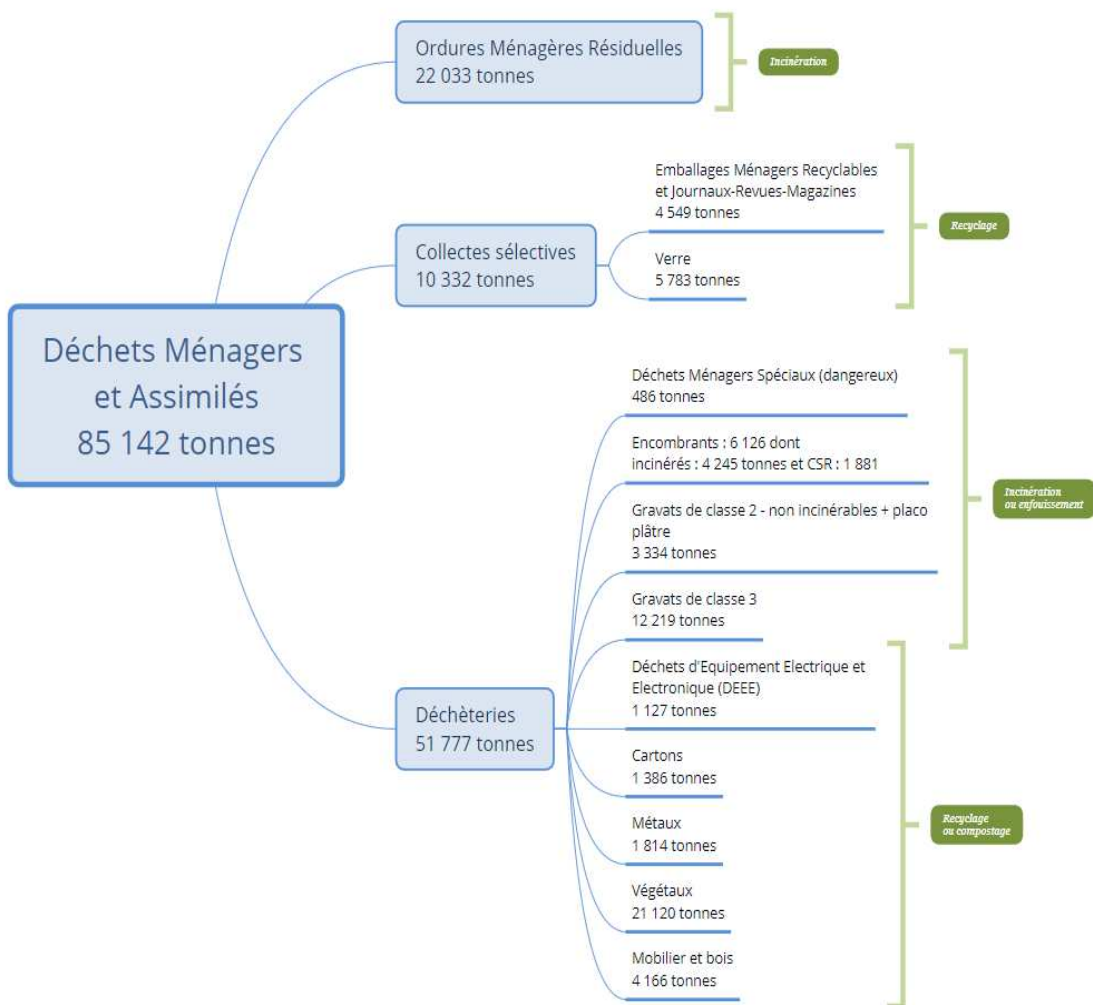 Ordures Ménagères Résiduelles
22 033 tonnes
Incinération
Emballages Ménagers Recyclables
et Journaux-Revues-Magazines
4 549 tonnes
Recyclage
Collectes sélectives
10 332 tonnes
Verre
5 783 tonnes
Déchets Ménagers
et Assimilés
85 142 tonnes
Déchets Ménagers Spéciaux (dangereux)
486 tonnes
Encombrants : 6 126 dont
incinérés : 4 245 tonnes et CSR : 1 881
Incinération
ou enfouissement
Gravats de classe 2 - non incinérables + placo
plâtre
3 334 tonnes
Gravats de classe 3
12 219 tonnes
Déchèteries
51 777 tonnes
Déchets d'Equipement Electrique et
Electronique (DEEE)
1 127 tonnes
Cartons
1 386 tonnes
Métaux
1 814 tonnes
Recyclage
ou compostage
Végétaux
21 120 tonnes
Mobilier et bois
4 166 tonnes